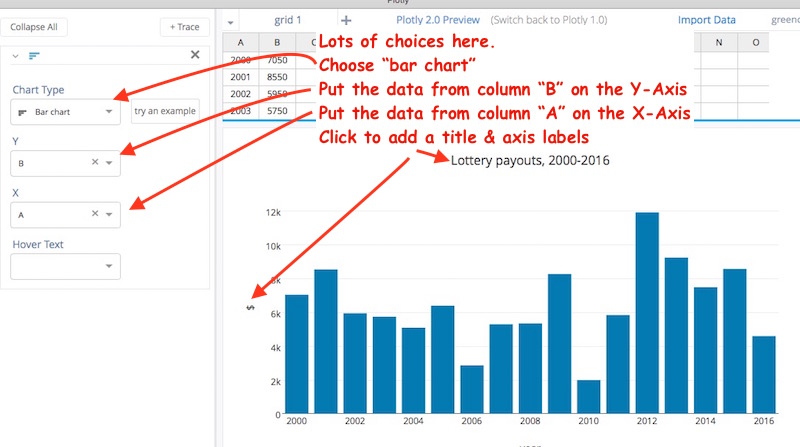 Plotly
Collapse All
+ Trace
grid 1
Plotly 2.0 Preview (Switch back to Plotly 1.0)
Import Data
A B N O
2000 7050
2001 8550
2002 5950
2003 5750
Lots of choices here.
Choose “bar chart”
Put the data from column “B” on the Y-Axis
Put the data from column “A” on the X-Axis
Click to add a title & axis labels
Chart Type
Bar chart
try an example
Y
B
X
A
Hover Text
Lottery payouts, 2000-2016
12k
10k
8k
6k
4k
2k
0
$
2000 2002 2004 2006 2008 2010 2012 2014 2016